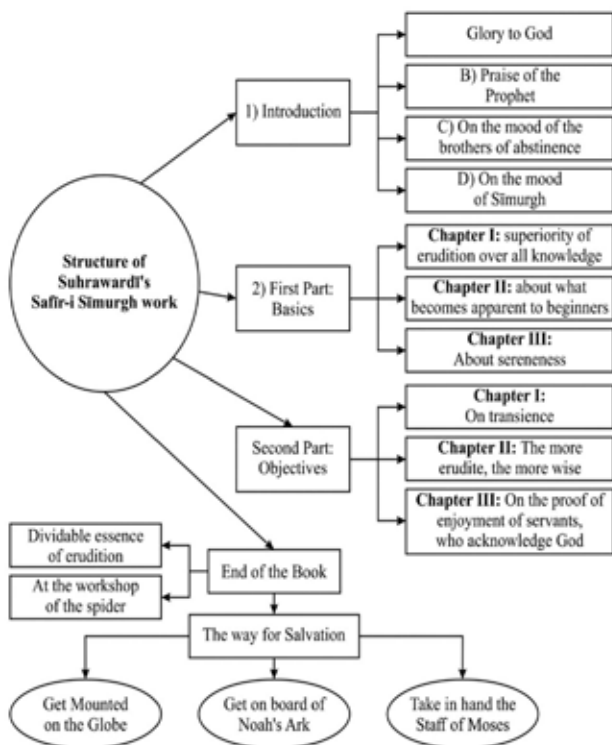 Structure of
Suhrawardī's
Safīr-i Sīmurgh work
1) Introduction
Glory to God
B) Praise of the
Prophet
C) On the mood of the
brothers of abstinence
D) On the mood
of Sīmurgh
2) First Part:
Basics
Chapter I: superiority of
erudition over all knowledge
Chapter II: about what
becomes apparent to beginners
Chapter III:
About sereneness
Second Part:
Objectives
Chapter I:
On transience
Chapter II: The more
erudite, the more wise
Chapter III: On the proof of
enjoyment of servants,
who acknowledge God
End of the Book
Dividable essence
of erudition
At the workshop
of the spider
The way for Salvation
Get Mounted
on the Globe
Get on board of
Noah's Ark
Take in hand the
Staff of Moses